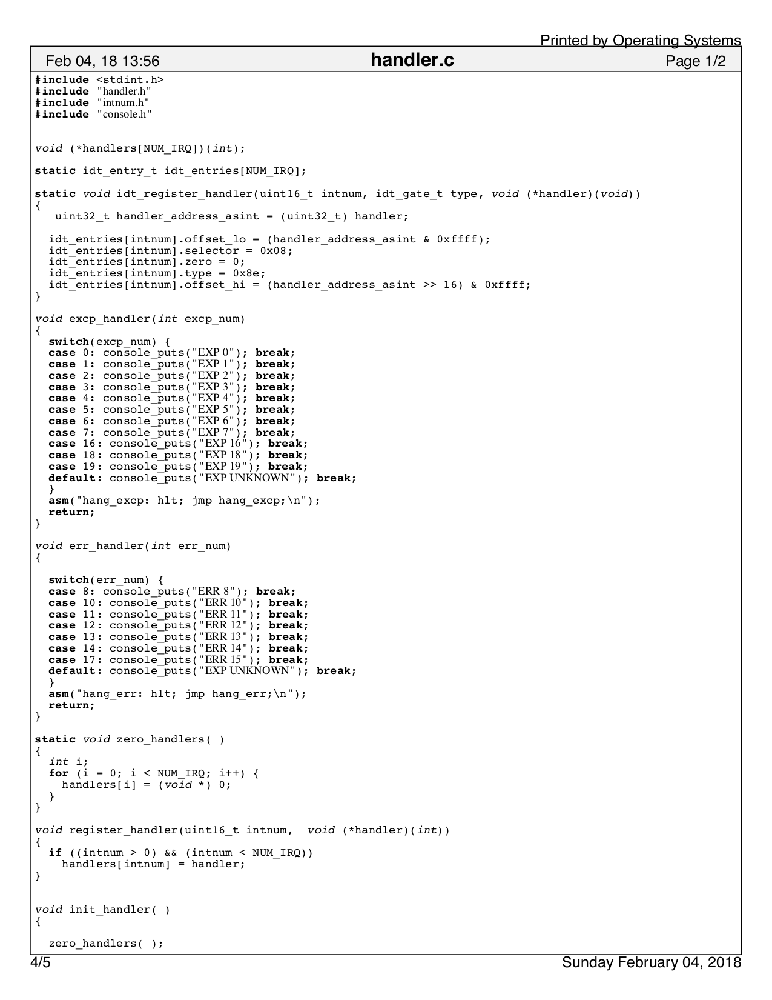 Printed by Operating Systems
Feb 04, 18 13:56 handler.c Page 1/2
#include <stdint.h>
#include "handler.h"
#include "intnum.h"
#include "console.h"
void (*handlers[NUM_IRQ])(int);
static idt_entry_t idt_entries[NUM_IRQ];
static void idt_register_handler(uint16_t intnum, idt_gate_t type, void (*handler)(void))
{
   uint32_t handler_address_asint = (uint32_t) handler;
  idt_entries[intnum].offset_lo = (handler_address_asint & 0xffff);
  idt_entries[intnum].selector = 0x08;
  idt_entries[intnum].zero = 0;
  idt_entries[intnum].type = 0x8e;
  idt_entries[intnum].offset_hi = (handler_address_asint >> 16) & 0xffff;
}
void excp_handler(int excp_num)
{
  switch(excp_num) {
  case 0: console_puts("EXP 0"); break;
  case 1: console_puts("EXP 1"); break;
  case 2: console_puts("EXP 2"); break;
  case 3: console_puts("EXP 3"); break;
  case 4: console_puts("EXP 4"); break;
  case 5: console_puts("EXP 5"); break;
  case 6: console_puts("EXP 6"); break;
  case 7: console_puts("EXP 7"); break;
  case 16: console_puts("EXP 16"); break;
  case 18: console_puts("EXP 18"); break;
  case 19: console_puts("EXP 19"); break;
  default: console_puts("EXP UNKNOWN"); break;
  }
  asm("hang_excp: hlt; jmp hang_excp;\n");
  return;
}
void err_handler(int err_num)
{
  switch(err_num) {
  case 8: console_puts("ERR 8"); break;
  case 10: console_puts("ERR 10"); break;
  case 11: console_puts("ERR 11"); break;
  case 12: console_puts("ERR 12"); break;
  case 13: console_puts("ERR 13"); break;
  case 14: console_puts("ERR 14"); break;
  case 17: console_puts("ERR 15"); break;
  default: console_puts("EXP UNKNOWN"); break;
  }
  asm("hang_err: hlt; jmp hang_err;\n");
  return;
}
static void zero_handlers( )
{
  int i;
  for (i = 0; i < NUM_IRQ; i++) {
    handlers[i] = (void *) 0;
  }
}
void register_handler(uint16_t intnum,  void (*handler)(int))
{
  if ((intnum > 0) && (intnum < NUM_IRQ))
    handlers[intnum] = handler;
}
void init_handler( )
{
  zero_handlers( );
4/5 Sunday February 04, 2018